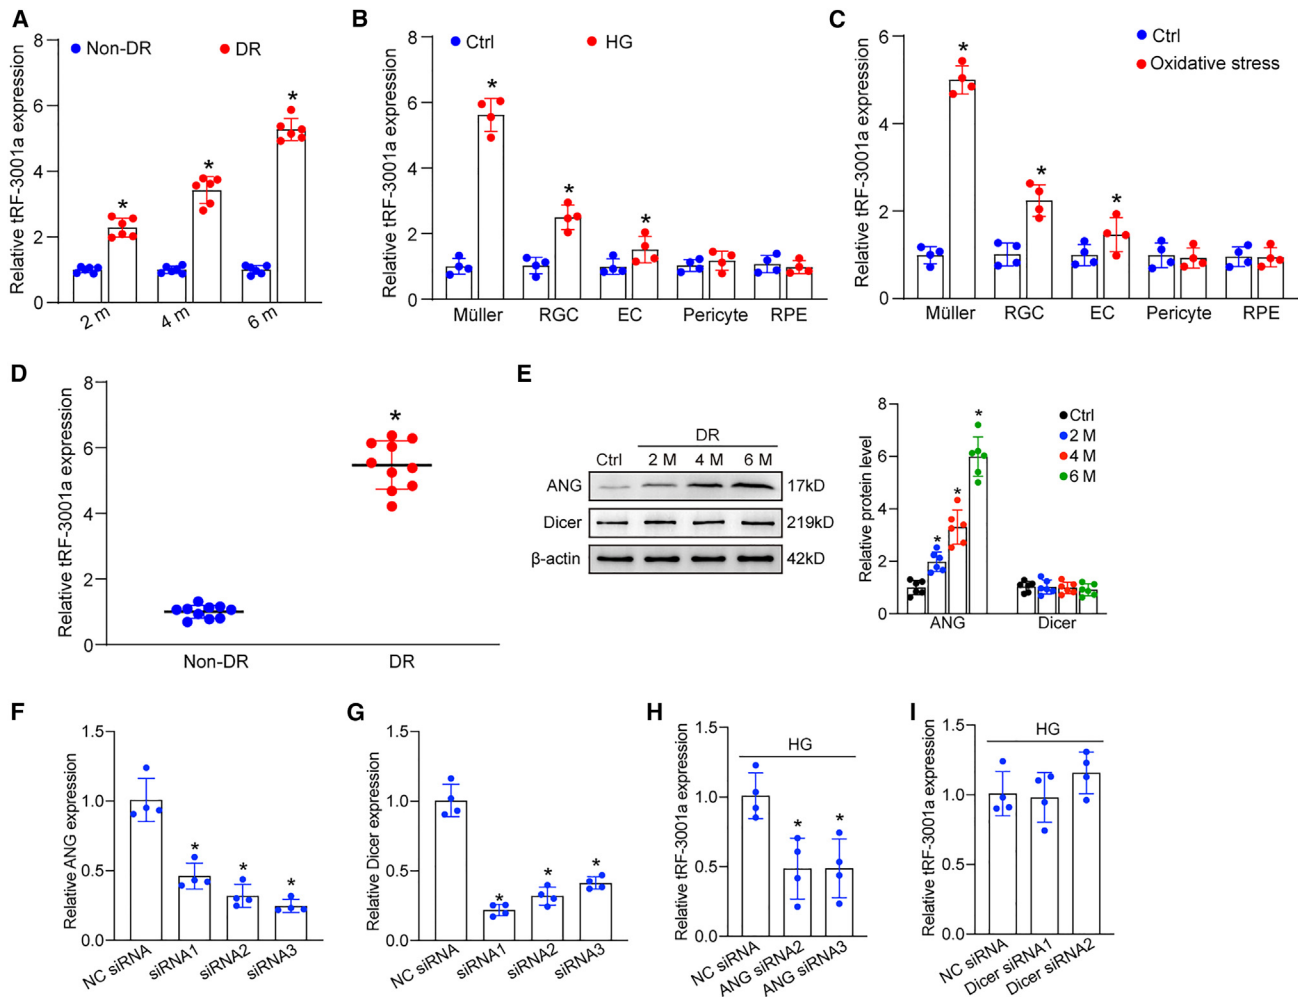 A
Relative tRF-3001a expression
8
6
4
2
0
Non-DR
DR
*
*
*
2 m
4 m
6 m
B
Relative tRF-3001a expression
8
6
4
2
0
Ctrl
HG
*
*
*
Müller
RGC
EC
Pericyte
RPE
C
Relative tRF-3001a expression
6
4
2
0
Ctrl
Oxidative stress
*
*
*
Müller
RGC
EC
Pericyte
RPE
D
Relative tRF-3001a expression
8
6
4
2
0
*
Non-DR
DR
E
DR
Ctrl
2 M
4 M
6 M
ANG
17kD
Dicer
219kD
β-actin
42kD
Relative protein level
8
6
4
2
0
Ctrl
2 M
4 M
6 M
*
*
*
ANG
Dicer
F
Relative ANG expression
1.5
1.0
0.5
0.0
*
*
*
NC siRNA
siRNA1
siRNA2
siRNA3
G
Relative Dicer expression
1.5
1.0
0.5
0.0
*
*
*
NC siRNA
siRNA1
siRNA2
siRNA3
H
Relative tRF-3001a expression
1.5
1.0
0.5
0.0
HG
*
*
NC siRNA
ANG siRNA2
ANG siRNA3
I
Relative tRF-3001a expression
1.5
1.0
0.5
0.0
HG
NC siRNA
Dicer siRNA1
Dicer siRNA2